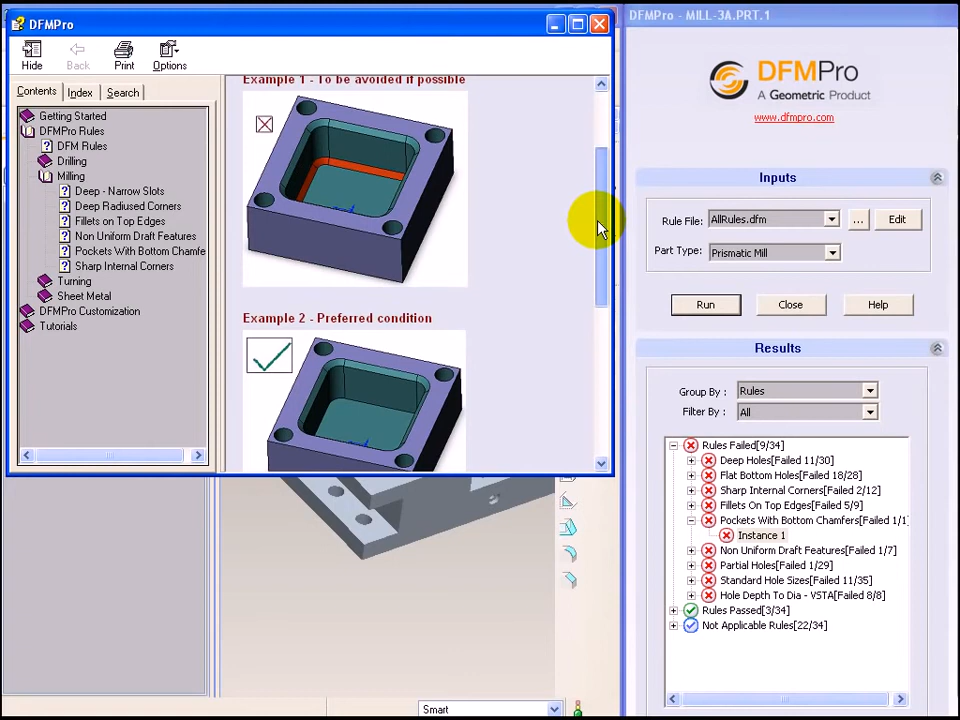 DFMPro
Hide
Back
Print
Options
Contents
Index
Search
Getting Started
DFMPro Rules
DFM Rules
Drilling
Milling
Deep - Narrow Slots
Deep Radiused Corners
Fillets on Top Edges
Non Uniform Draft Features
Pockets With Bottom Chamfe
Sharp Internal Corners
Turning
Sheet Metal
DFMPro Customization
Tutorials
Example 1 - To be avoided if possible
Example 2 - Preferred condition
DFMPro - MILL-3A.PRT.1
DFMPro
A Geometric Product
www.dfmpro.com
Inputs
Rule File: AllRules.dfm ... Edit
Part Type: Prismatic Mill
Run Close Help
Results
Group By : Rules
Filter By : All
Rules Failed[9/34]
Deep Holes[Failed 11/30]
Flat Bottom Holes[Failed 18/28]
Sharp Internal Corners[Failed 2/12]
Fillets On Top Edges[Failed 5/9]
Pockets With Bottom Chamfers[Failed 1/1]
Instance 1
Non Uniform Draft Features[Failed 1/7]
Partial Holes[Failed 1/29]
Standard Hole Sizes[Failed 11/35]
Hole Depth To Dia - VSTA[Failed 8/8]
Rules Passed[3/34]
Not Applicable Rules[22/34]
Smart